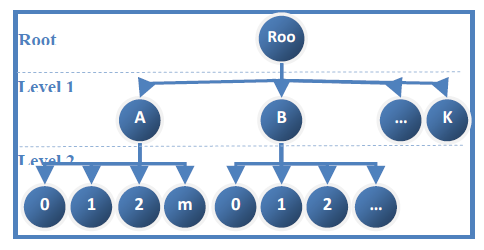 Root
Roo
Level 1
A B ... K
Level 2
0 1 2 m 0 1 2 ...